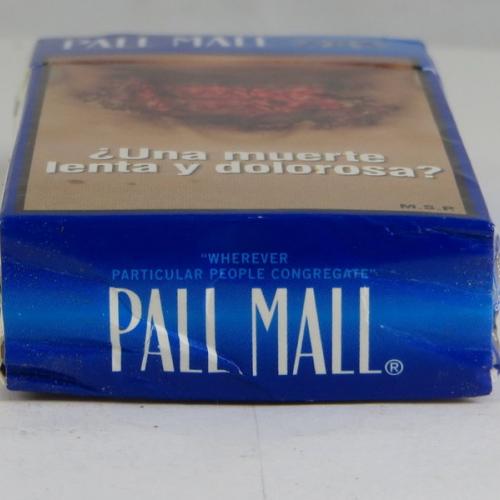 PALL MALL
¿Una muerte
lenta y dolorosa?
M.S.P
"WHEREVER
PARTICULAR PEOPLE CONGREGATE"
PALL MALL®